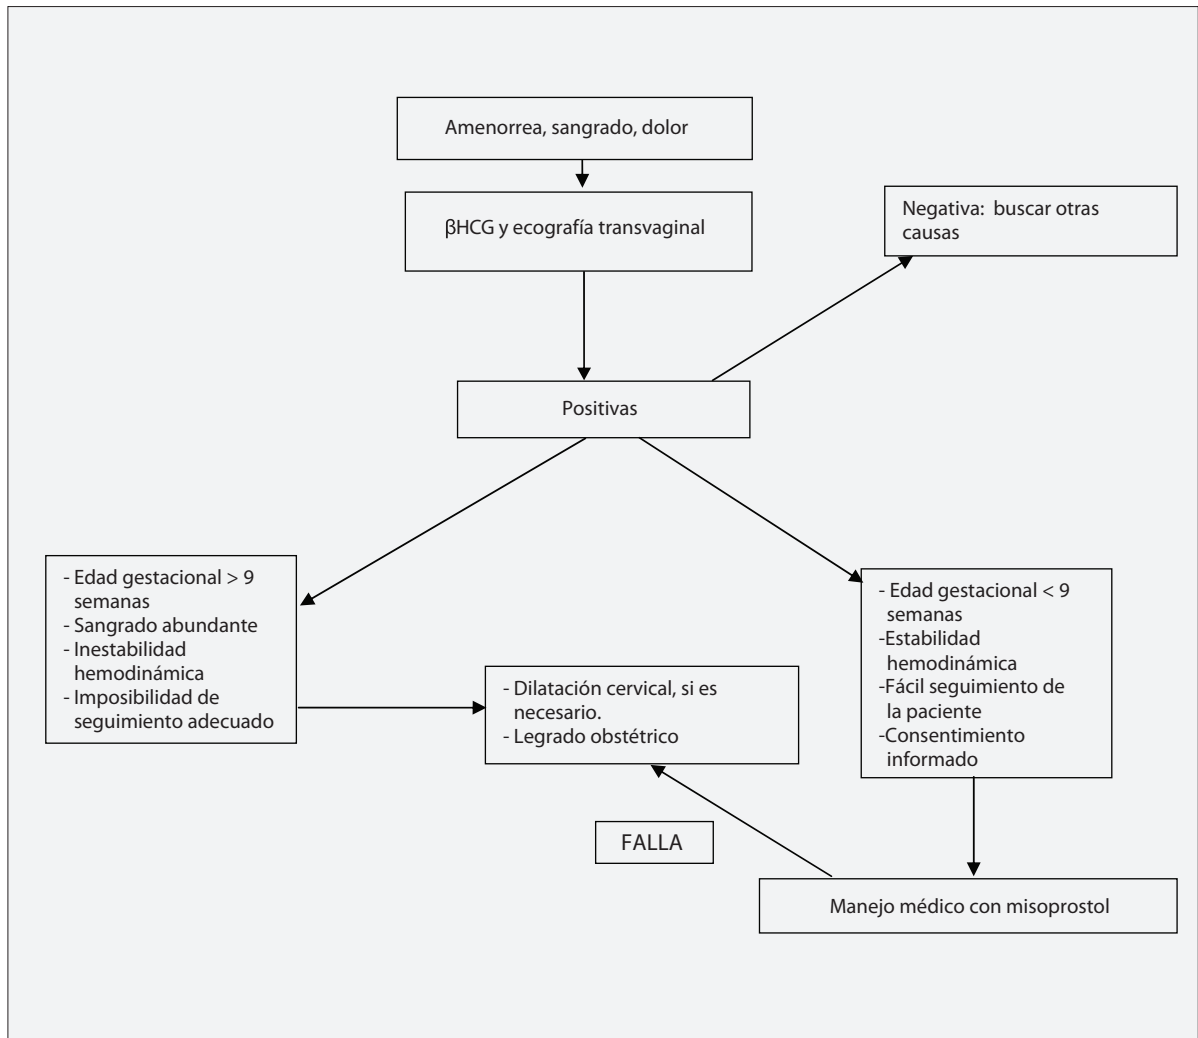 Amenorrea, sangrado, dolor
βHCG y ecografía transvaginal
Negativa: buscar otras
causas
Positivas
- Edad gestacional > 9
semanas
- Sangrado abundante
- Inestabilidad
hemodinámica
- Imposibilidad de
seguimiento adecuado
- Dilatación cervical, si es
necesario.
- Legrado obstétrico
- Edad gestacional < 9
semanas
-Estabilidad
hemodinámica
-Fácil seguimiento de
la paciente
-Consentimiento
informado
FALLA
Manejo médico con misoprostol